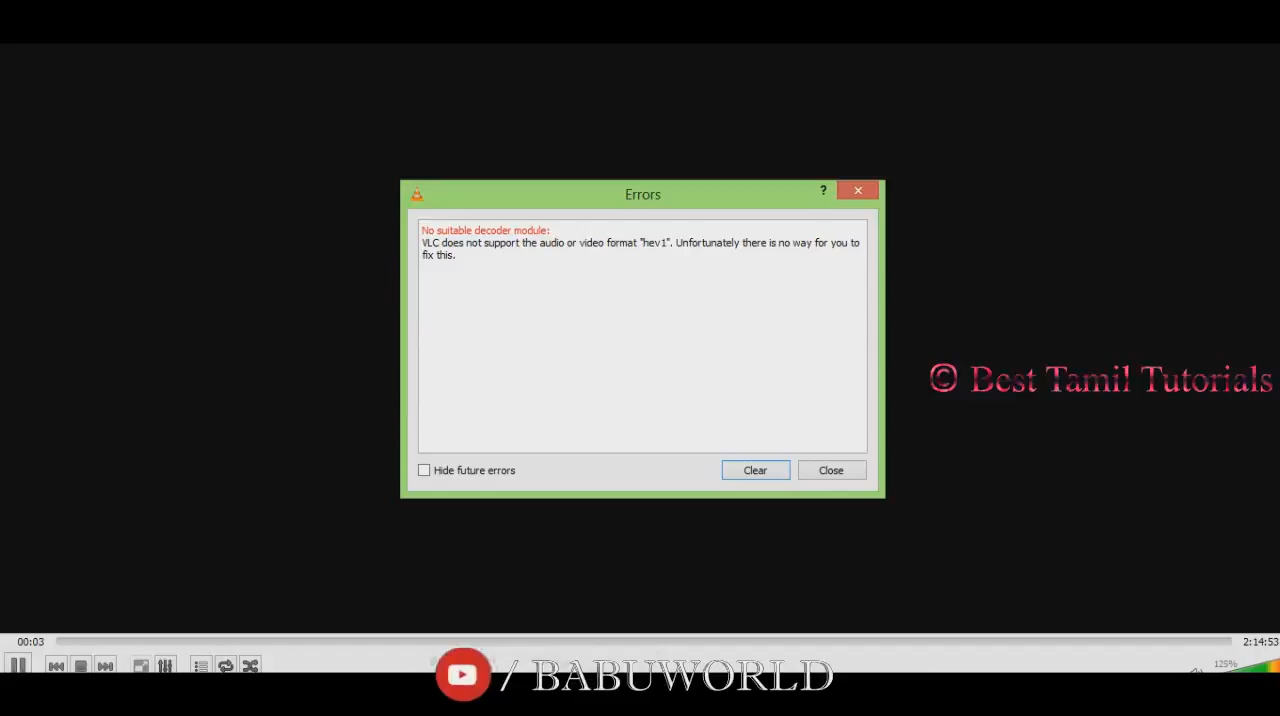 Errors
?
No suitable decoder module:
VLC does not support the audio or video format "hev1". Unfortunately there is no way for you to
fix this.
© Best Tamil Tutorials
Hide future errors
Clear
Close
00:03
2:14:53
125%
/ BABUWORLD